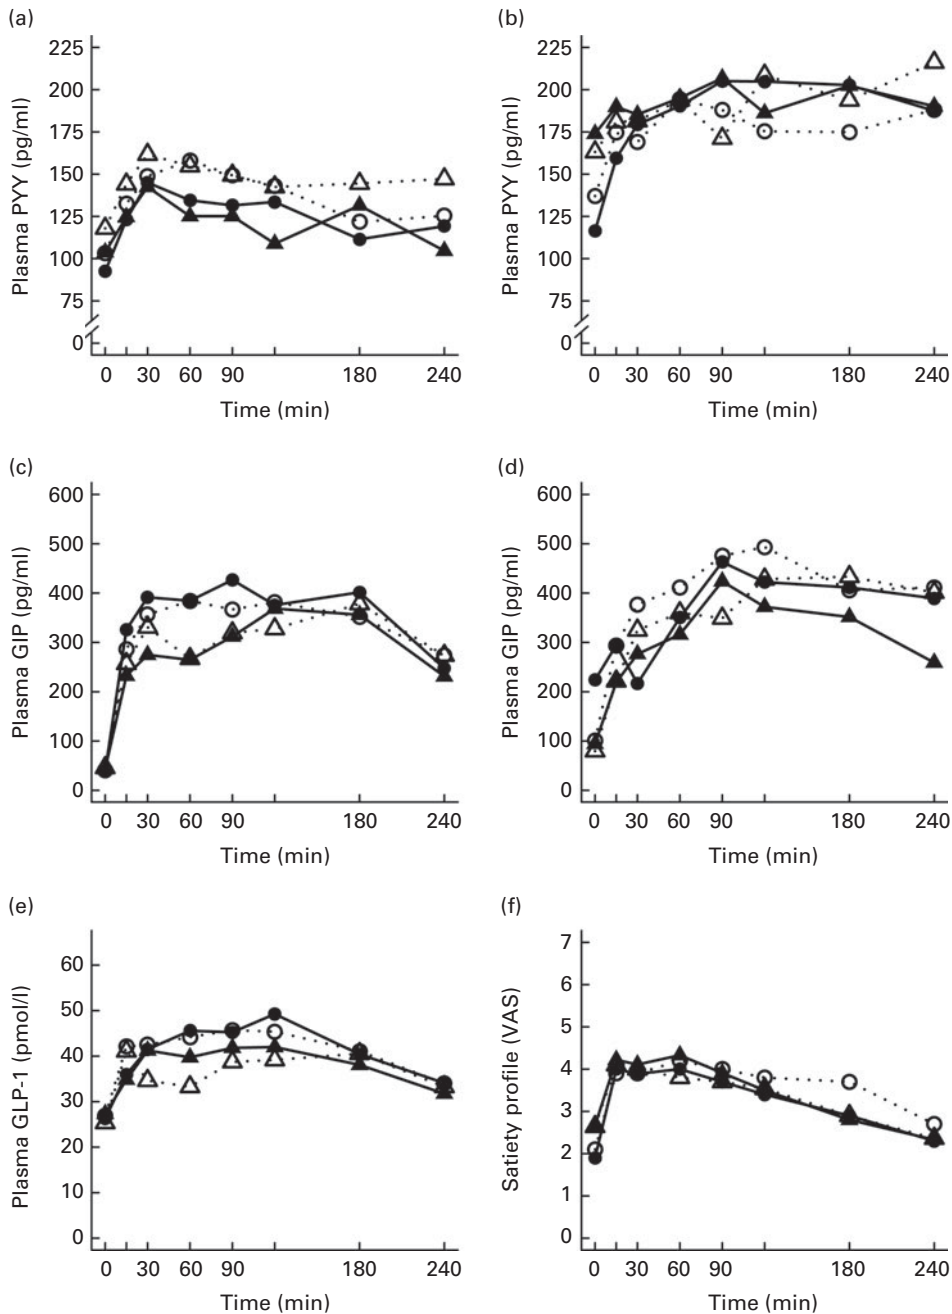 (a)
Plasma PYY (pg/ml)
225
200
175
150
125
100
75
0
0 30 60 90 180 240
Time (min)
(b)
Plasma PYY (pg/ml)
225
200
175
150
125
100
75
0
0 30 60 90 180 240
Time (min)
(c)
Plasma GIP (pg/ml)
600
500
400
300
200
100
0
0 30 60 90 180 240
Time (min)
(d)
Plasma GIP (pg/ml)
600
500
400
300
200
100
0
0 30 60 90 180 240
Time (min)
(e)
Plasma GLP-1 (pmol/l)
60
50
40
30
20
10
0
0 30 60 90 180 240
Time (min)
(f)
Satiety profile (VAS)
7
6
5
4
3
2
1
0
0 30 60 90 180 240
Time (min)